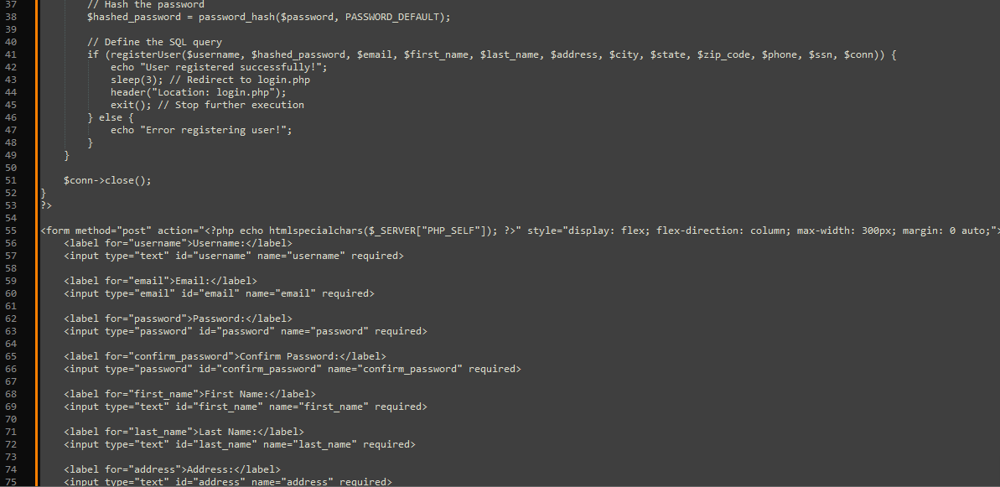 37 // Hash the password
38 $hashed_password = password_hash($password, PASSWORD_DEFAULT);
39
40 // Define the SQL query
41 if (registerUser($username, $hashed_password, $email, $first_name, $last_name, $address, $city, $state, $zip_code, $phone, $ssn, $conn)) {
42 echo "User registered successfully!";
43 sleep(3); // Redirect to login.php
44 header("Location: login.php");
45 exit(); // Stop further execution
46 } else {
47 echo "Error registering user!";
48 }
49 }
50
51 $conn->close();
52 }
53 ?>
54
55 <form method="post" action="<?php echo htmlspecialchars($_SERVER["PHP_SELF"]); ?>" style="display: flex; flex-direction: column; max-width: 300px; margin: 0 auto;">
56 <label for="username">Username:</label>
57 <input type="text" id="username" name="username" required>
58
59 <label for="email">Email:</label>
60 <input type="email" id="email" name="email" required>
61
62 <label for="password">Password:</label>
63 <input type="password" id="password" name="password" required>
64
65 <label for="confirm_password">Confirm Password:</label>
66 <input type="password" id="confirm_password" name="confirm_password" required>
67
68 <label for="first_name">First Name:</label>
69 <input type="text" id="first_name" name="first_name" required>
70
71 <label for="last_name">Last Name:</label>
72 <input type="text" id="last_name" name="last_name" required>
73
74 <label for="address">Address:</label>
75 <input type="text" id="address" name="address" required>